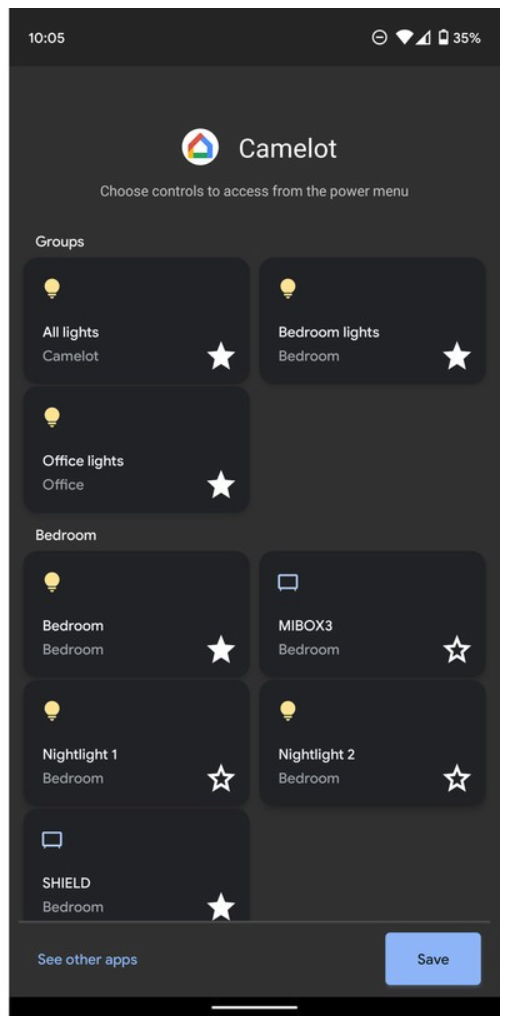 10:05
35%
Camelot
Choose controls to access from the power menu
Groups
All lights
Camelot
Bedroom lights
Bedroom
Office lights
Office
Bedroom
Bedroom
Bedroom
MIBOX3
Bedroom
Nightlight 1
Bedroom
Nightlight 2
Bedroom
SHIELD
Bedroom
See other apps
Save